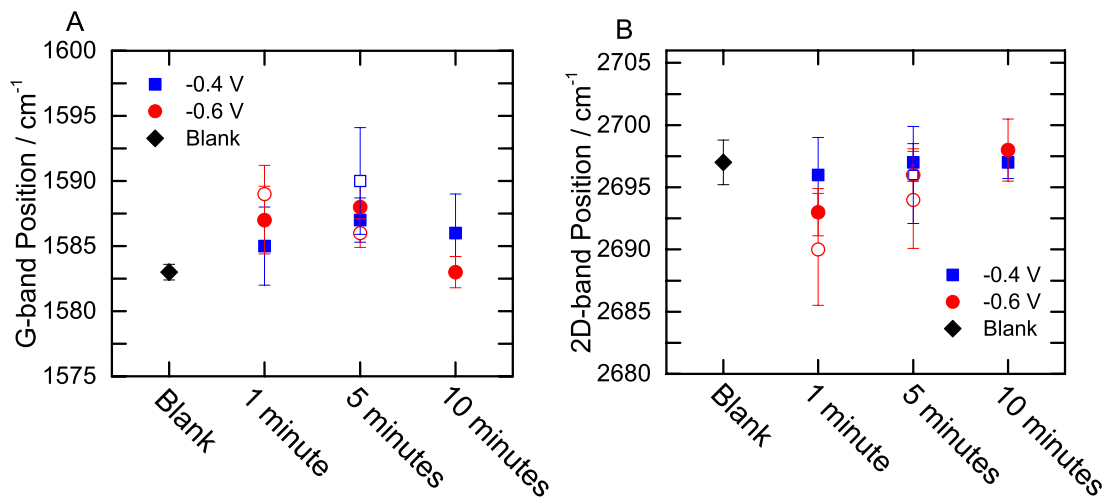 A
G-band Position / cm⁻¹
1600
1595
1590
1585
1580
1575
-0.4 V
-0.6 V
Blank
Blank
1 minute
5 minutes
10 minutes
B
2D-band Position / cm⁻¹
2705
2700
2695
2690
2685
2680
-0.4 V
-0.6 V
Blank
Blank
1 minute
5 minutes
10 minutes